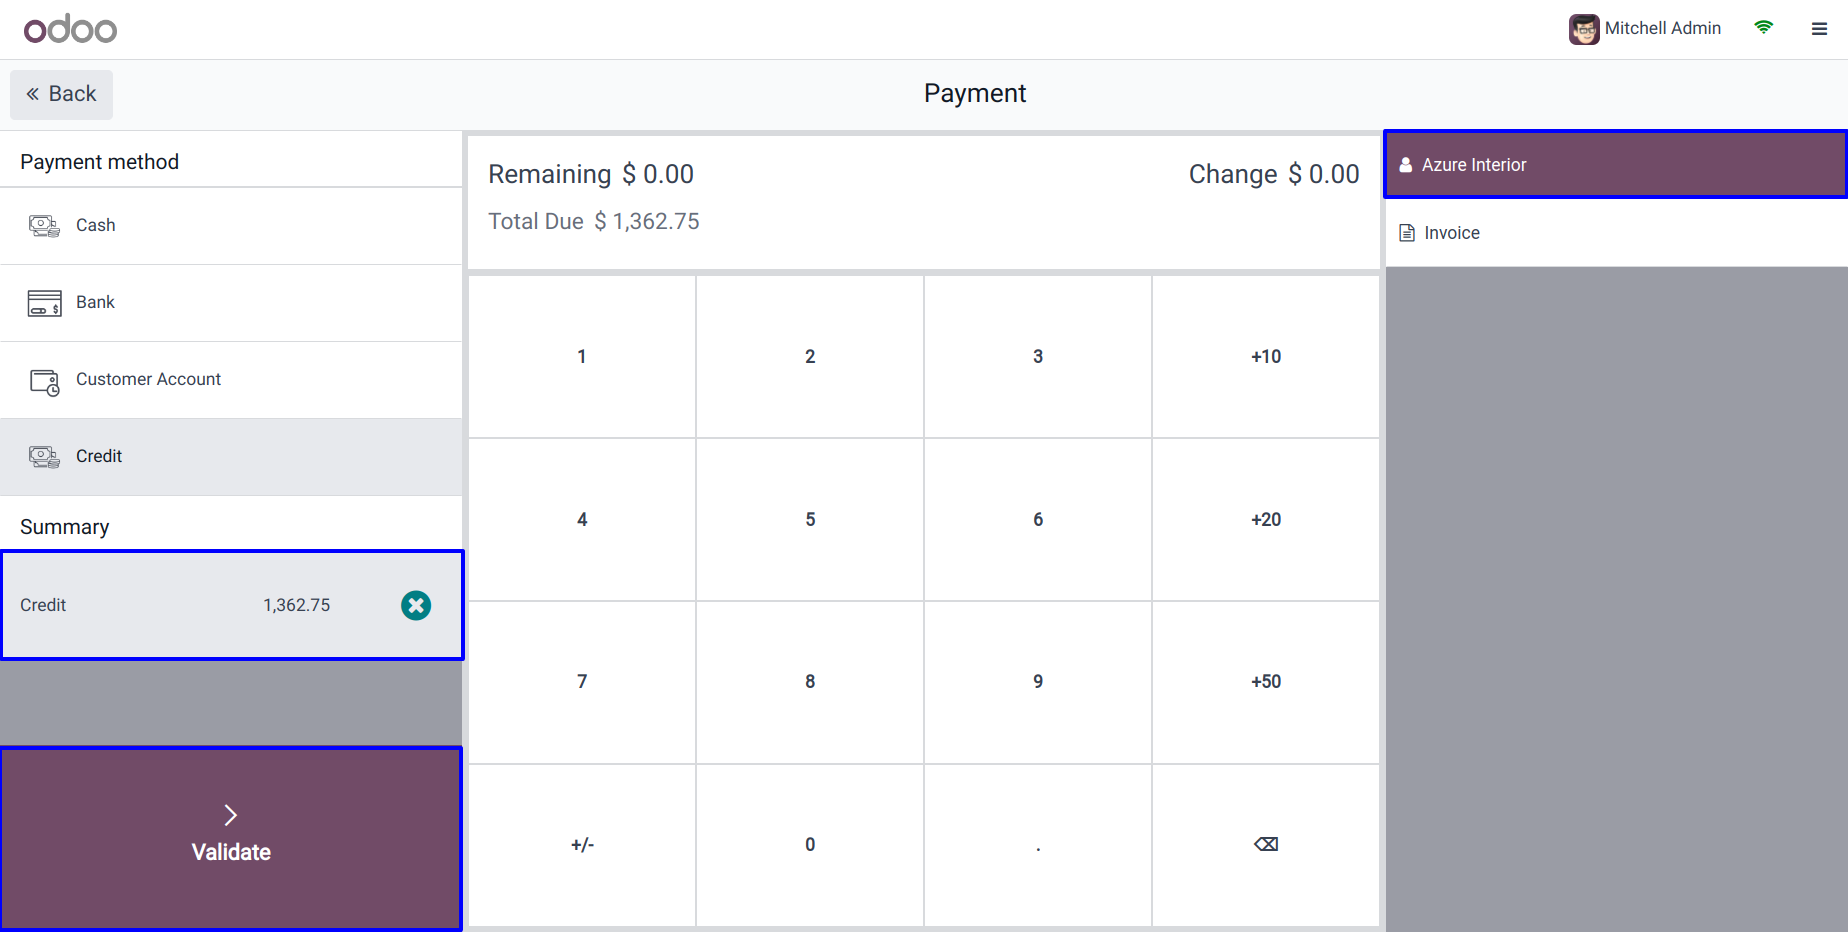 odoo
Mitchell Admin
Back
Payment
Payment method
Cash
Bank
Customer Account
Credit
Summary
Credit 1,362.75
Validate
Remaining $ 0.00
Change $ 0.00
Total Due $ 1,362.75
1 2 3 +10
4 5 6 +20
7 8 9 +50
+/- 0 .
Azure Interior
Invoice